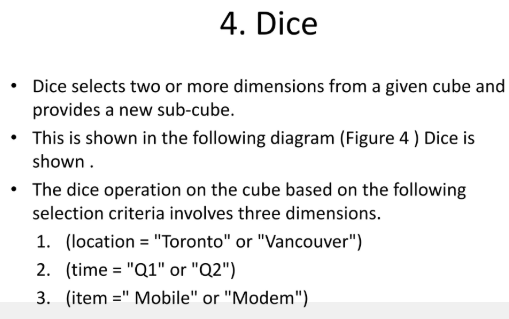 4. Dice
• Dice selects two or more dimensions from a given cube and
provides a new sub-cube.
• This is shown in the following diagram (Figure 4 ) Dice is
shown .
• The dice operation on the cube based on the following
selection criteria involves three dimensions.
1. (location = "Toronto" or "Vancouver")
2. (time = "Q1" or "Q2")
3. (item =" Mobile" or "Modem")